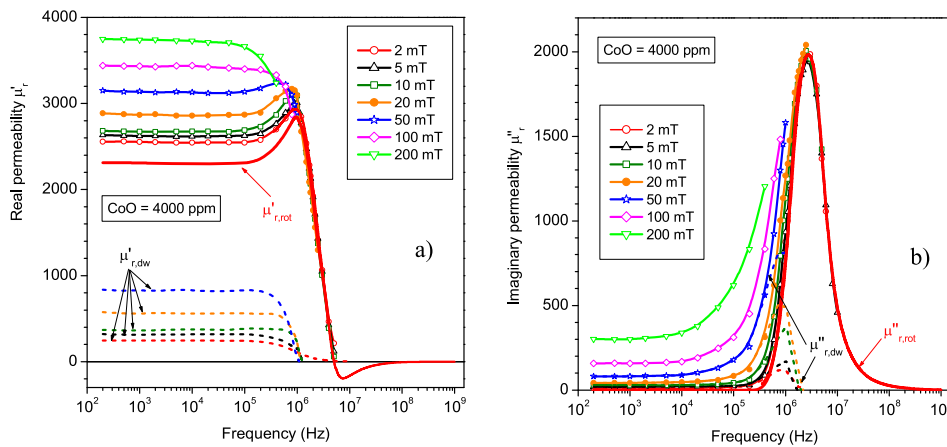 4000
3000
2000
1000
0
Real permeability μ'r
2 mT
5 mT
10 mT
20 mT
50 mT
100 mT
200 mT
CoO = 4000 ppm
μ'r,rot
μ'r,dw
a)
10² 10³ 10⁴ 10⁵ 10⁶ 10⁷ 10⁸ 10⁹
Frequency (Hz)
2000
1500
1000
500
0
Imaginary permeability μ"r
CoO = 4000 ppm
2 mT
5 mT
10 mT
20 mT
50 mT
100 mT
200 mT
b)
μ"r,dw
μ"r,rot
10² 10³ 10⁴ 10⁵ 10⁶ 10⁷ 10⁸ 10⁹
Frequency (Hz)